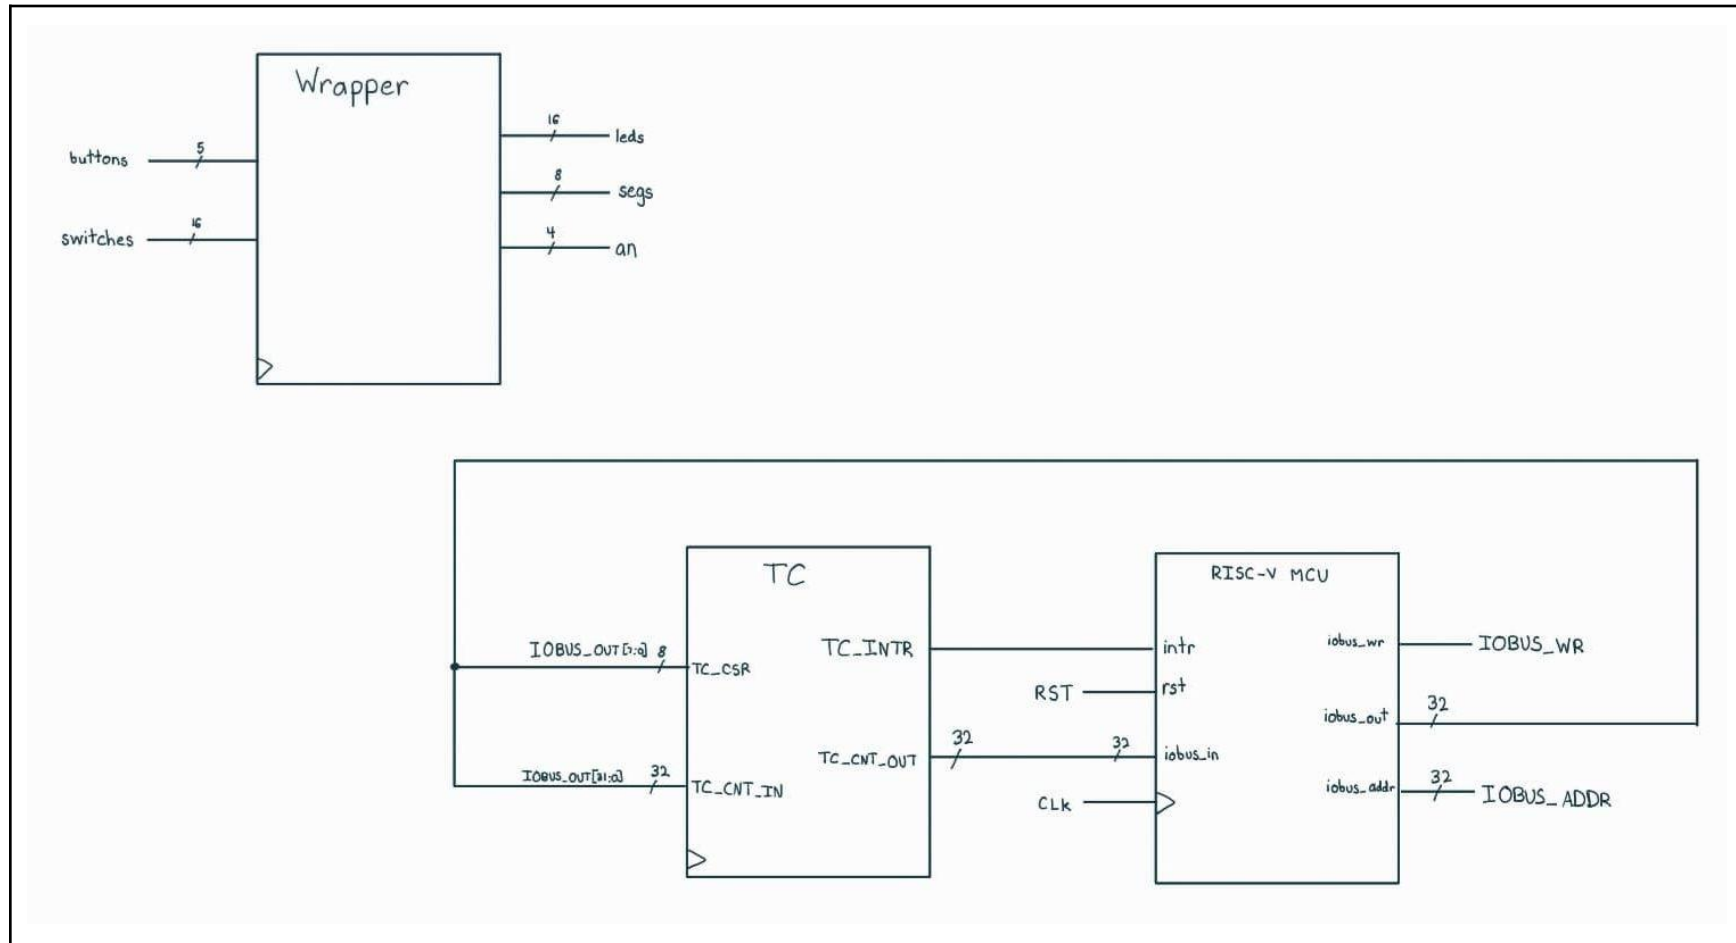 Wrapper
16
leds
5
buttons
8
segs
16
switches
4
an
TC
RISC-V MCU
IOBUS_OUT[7:0] 8
TC_CSR
TC_INTR
intr
iobus_wr
IOBUS_WR
RST
rst
32
iobus_out
32
32
TC_CNT_OUT
iobus_in
IOBUS_OUT[31:0] 32
TC_CNT_IN
32
iobus_addr
IOBUS_ADDR
CLk